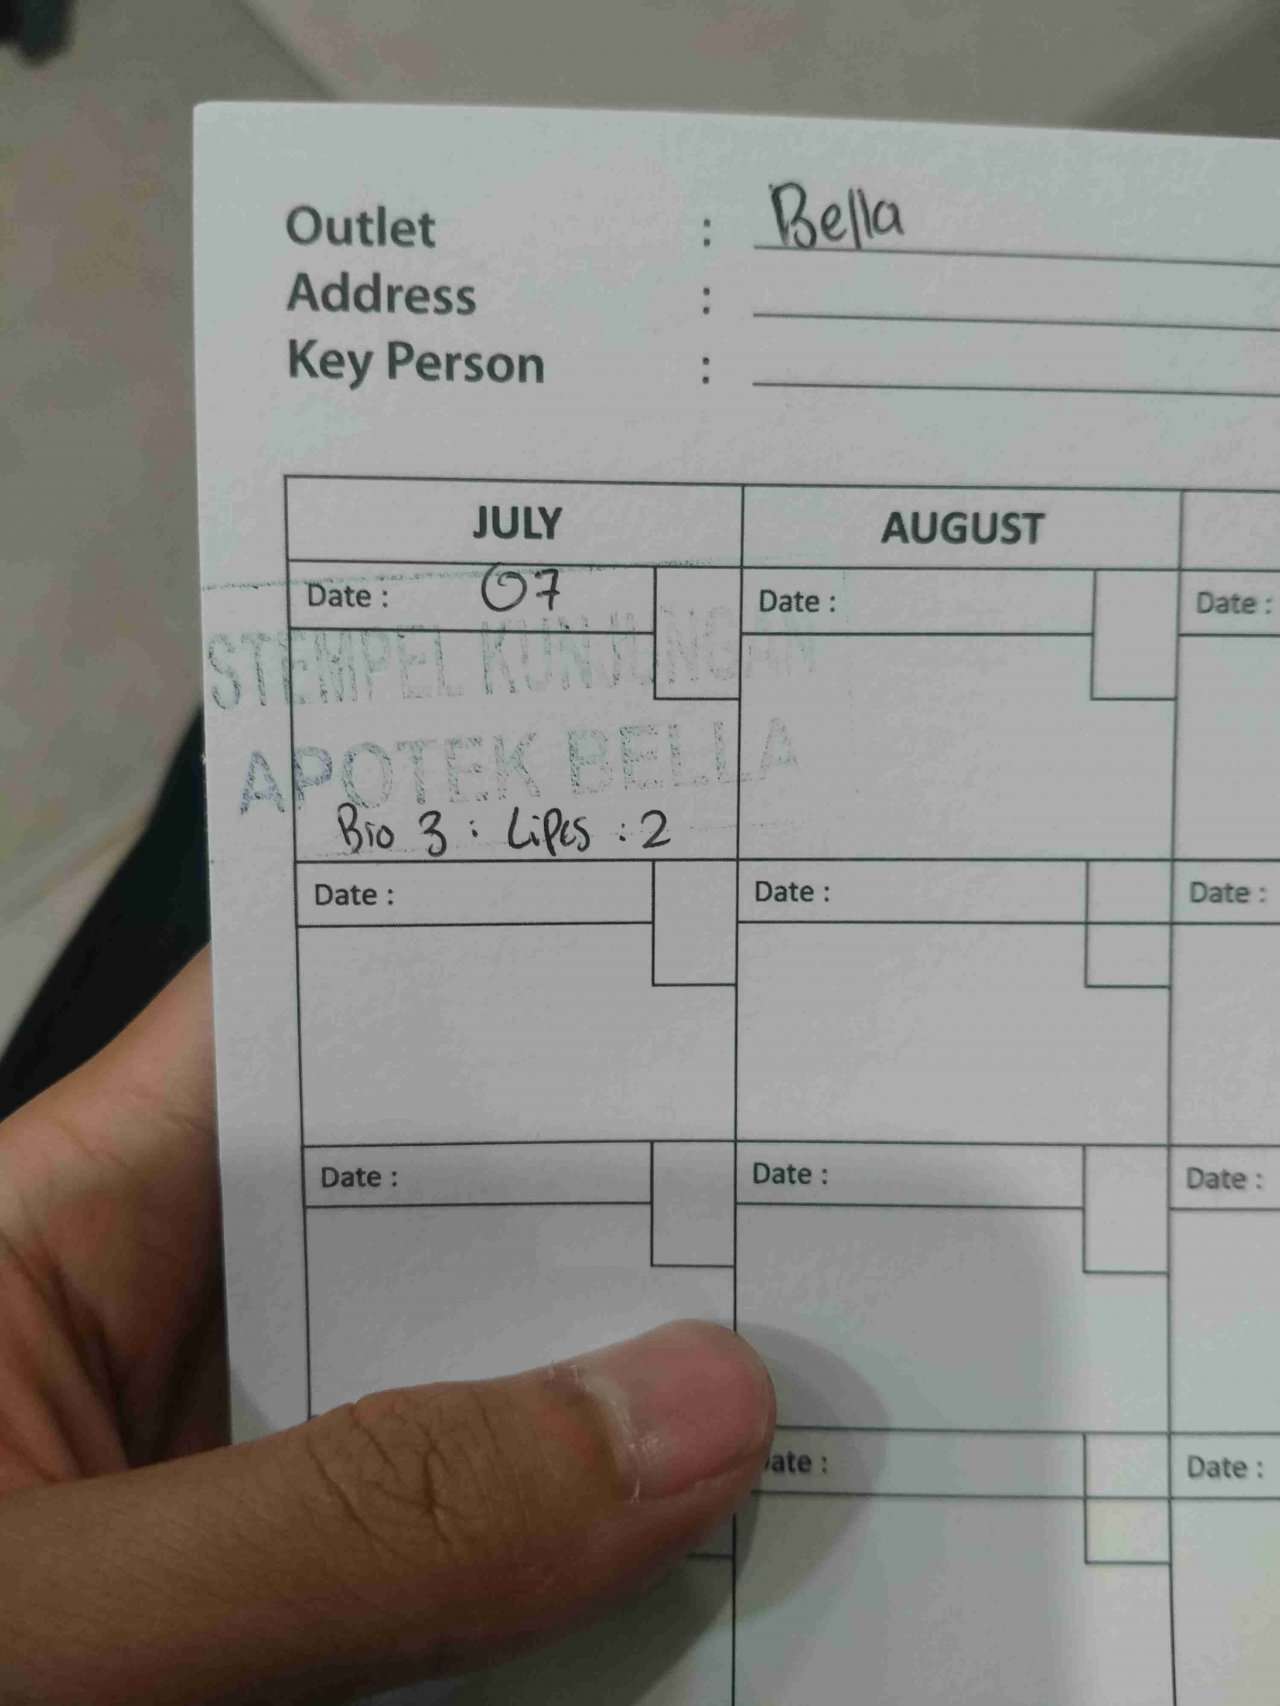 Outlet : Bella
Address :
Key Person :
JULY AUGUST
Date : 07 Date : Date :
STEMPEL KUNJUNGAN
APOTEK BELLA
Bio 3 : Lipes : 2
Date : Date : Date :
Date : Date : Date :
ate : Date :